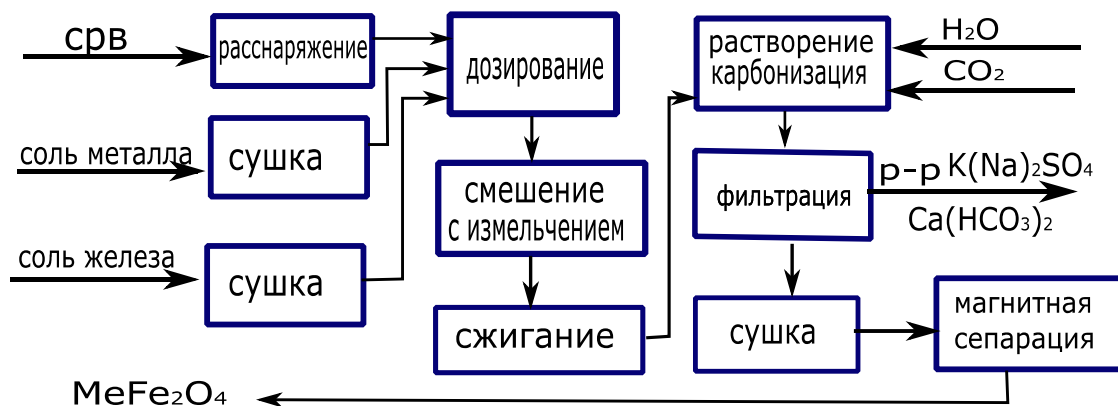 срв
расснаряжение
дозирование
растворение
карбонизация
H₂O
CO₂
соль металла
сушка
смешение
с измельчением
фильтрация
р-р K(Na)₂SO₄
Ca(HCO₃)₂
соль железа
сушка
сжигание
сушка
магнитная
сепарация
MeFe₂O₄